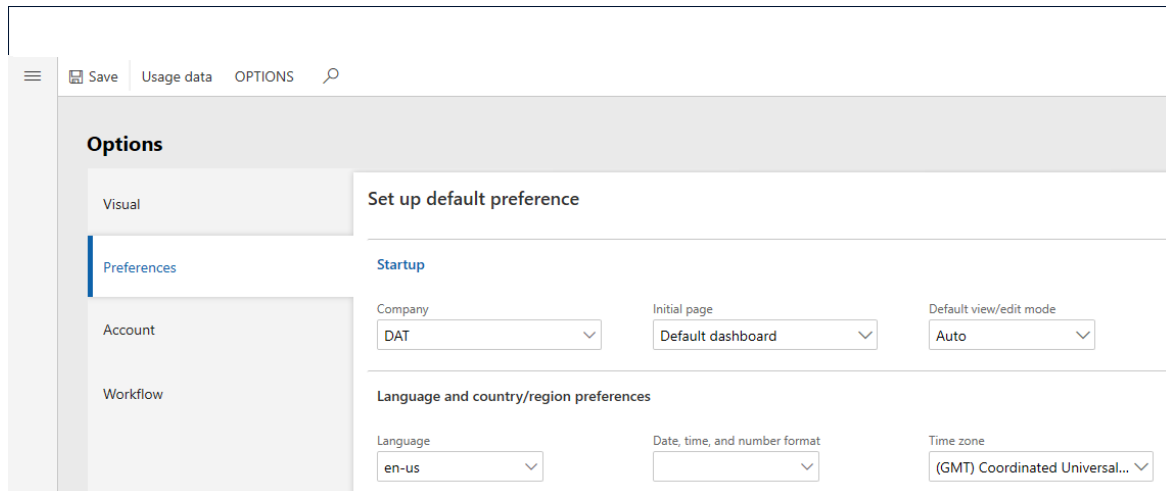 Save Usage data OPTIONS
Options
Visual
Preferences
Account
Workflow
Set up default preference
Startup
Company Initial page Default view/edit mode
DAT Default dashboard Auto
Language and country/region preferences
Language Date, time, and number format Time zone
en-us (GMT) Coordinated Universal...